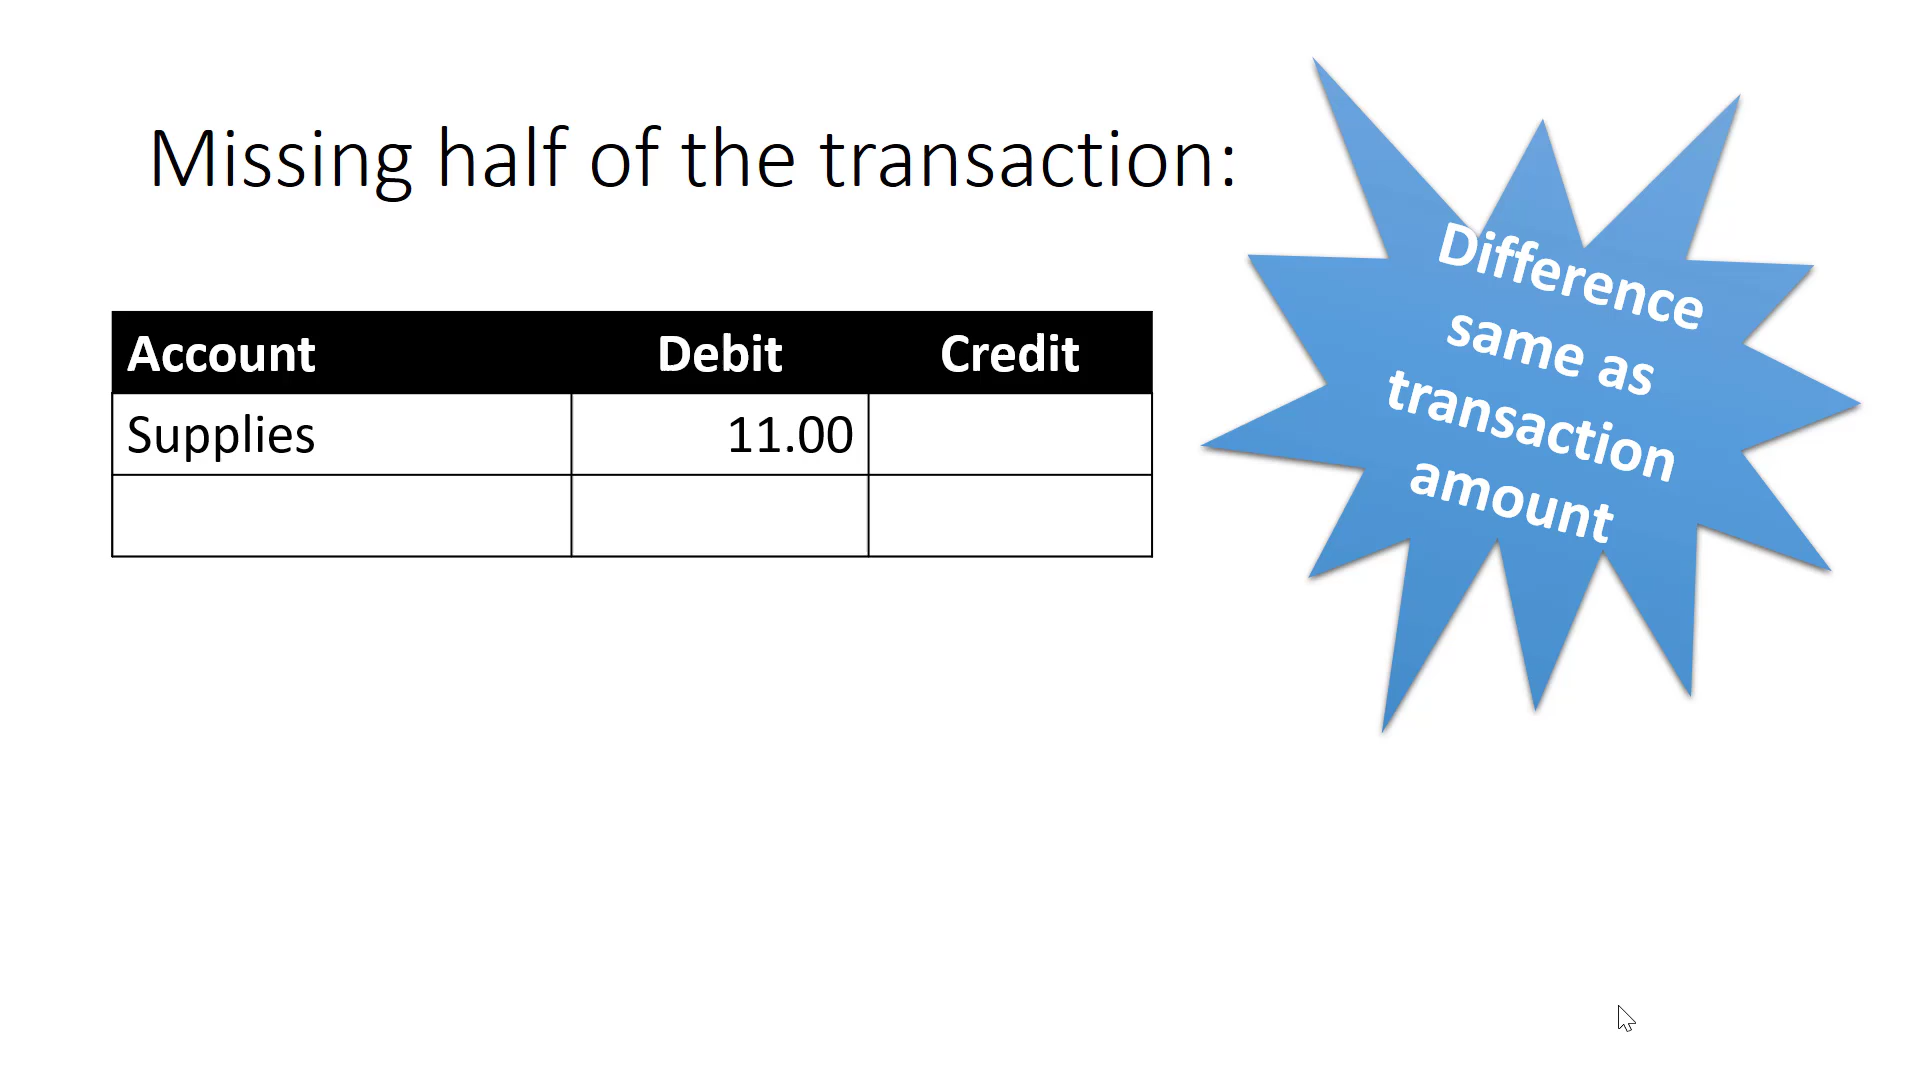 Missing half of the transaction:
Account Debit Credit
Supplies 11.00
Difference
same as
transaction
amount